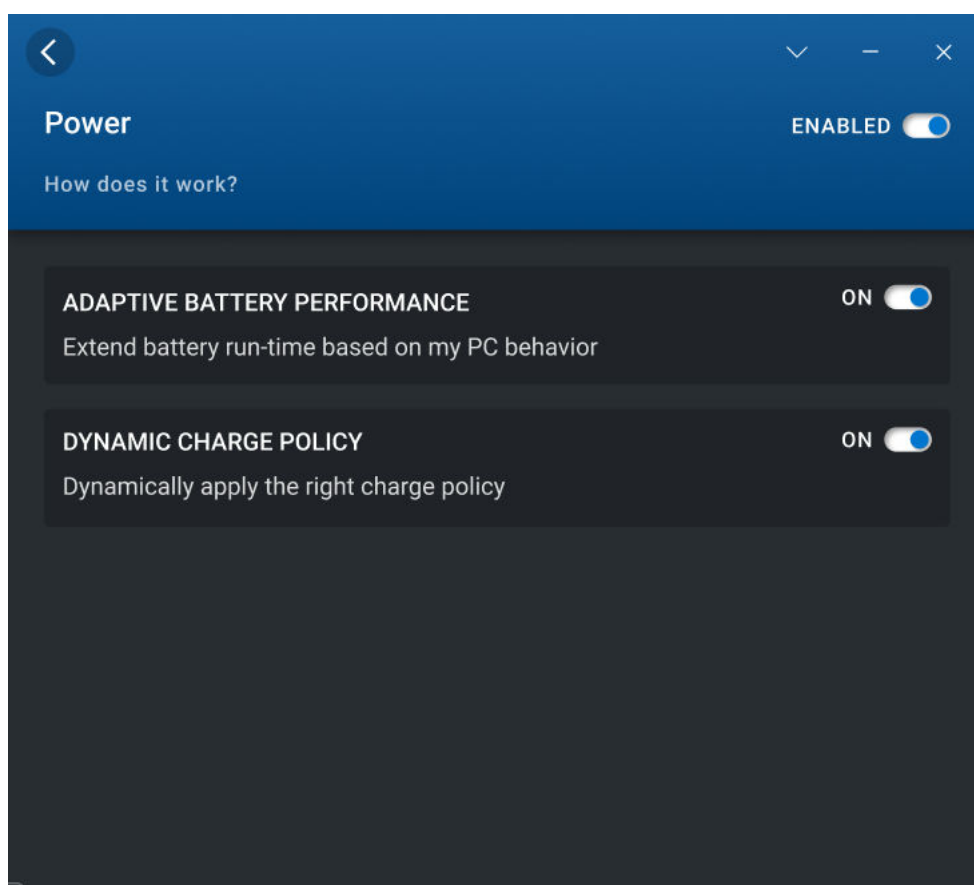 Power
ENABLED
How does it work?
ADAPTIVE BATTERY PERFORMANCE
ON
Extend battery run-time based on my PC behavior
DYNAMIC CHARGE POLICY
ON
Dynamically apply the right charge policy